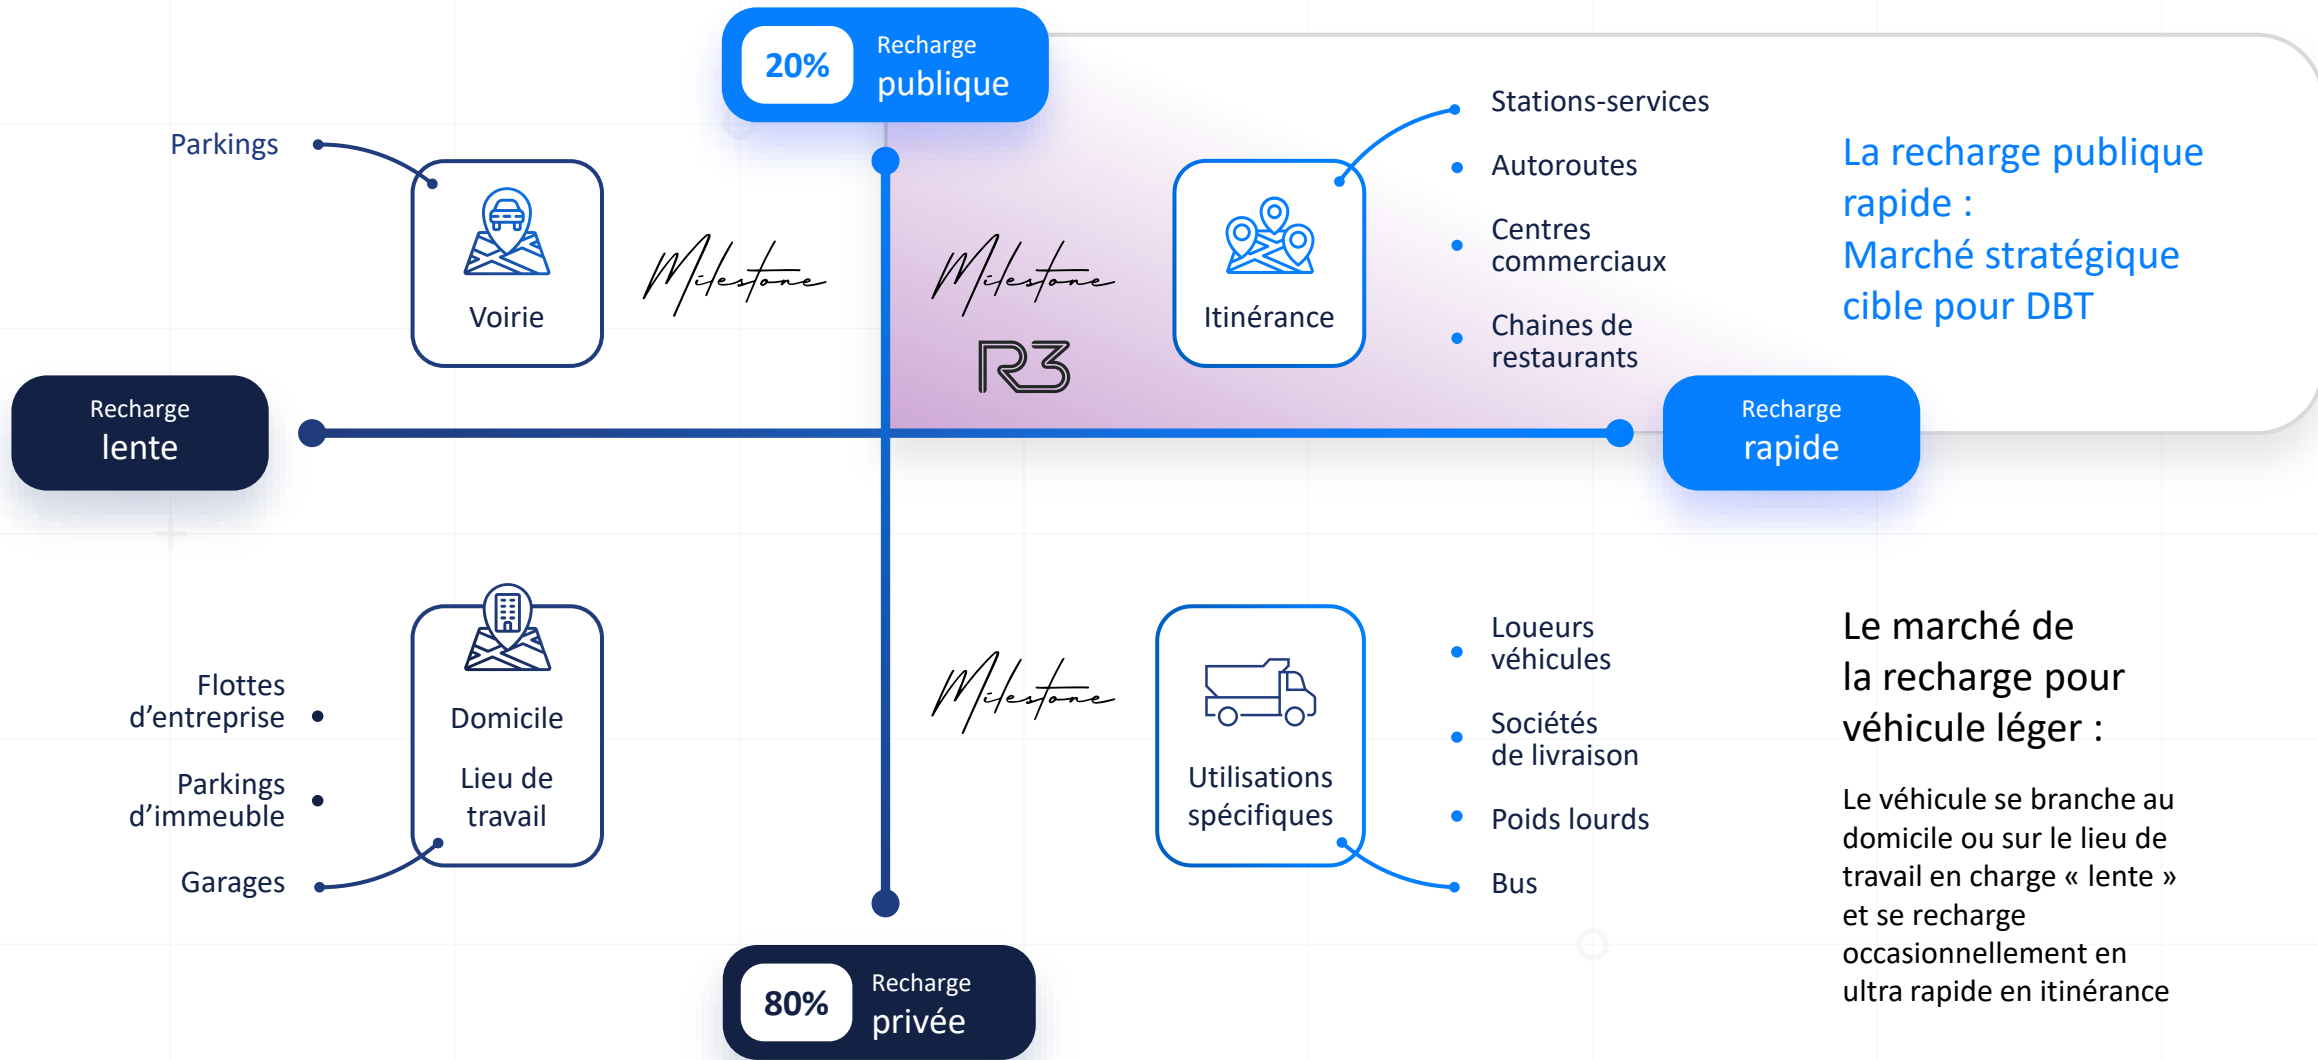 20%
Recharge
publique
Parkings
Voirie
Milestone
Milestone
R3
Itinérance
Stations-services
Autoroutes
Centres
commerciaux
Chaines de
restaurants
La recharge publique
rapide :
Marché stratégique
cible pour DBT
Recharge
lente
Recharge
rapide
Flottes
d’entreprise
Parkings
d’immeuble
Garages
Domicile
Lieu de
travail
Milestone
Utilisations
spécifiques
Loueurs
véhicules
Sociétés
de livraison
Poids lourds
Bus
Le marché de
la recharge pour
véhicule léger :
Le véhicule se branche au
domicile ou sur le lieu de
travail en charge « lente »
et se recharge
occasionnellement en
ultra rapide en itinérance
80%
Recharge
privée